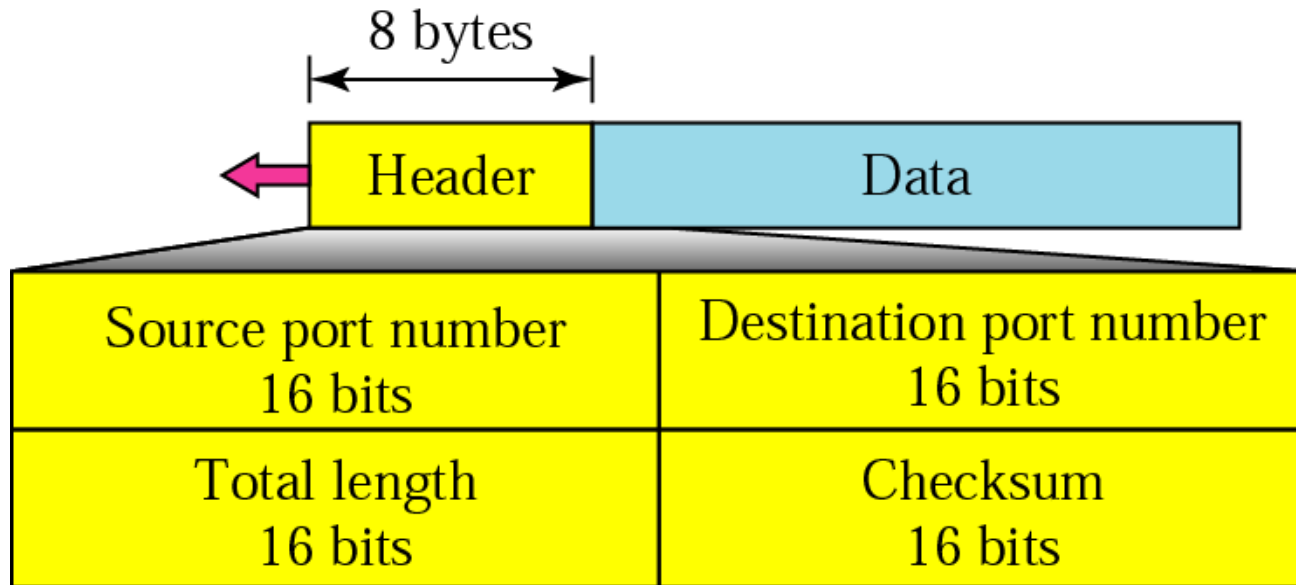 8 bytes
Header
Data
Source port number
16 bits
Destination port number
16 bits
Total length
16 bits
Checksum
16 bits